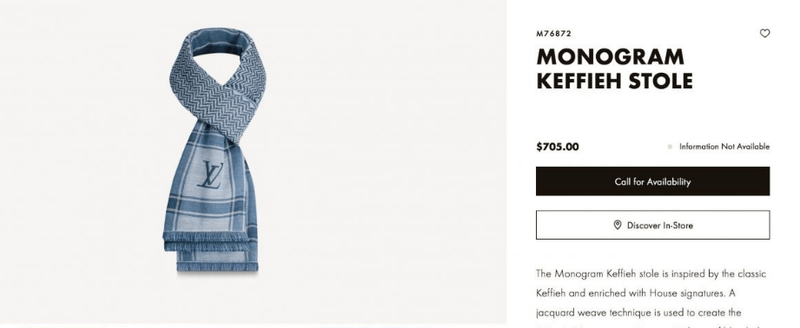 M76872
MONOGRAM
KEFFIEH STOLE
$705.00
Information Not Available
Call for Availability
Discover In-Store
LV
The Monogram Keffieh stole is inspired by the classic
Keffieh and enriched with House signatures. A
jacquard weave technique is used to create the